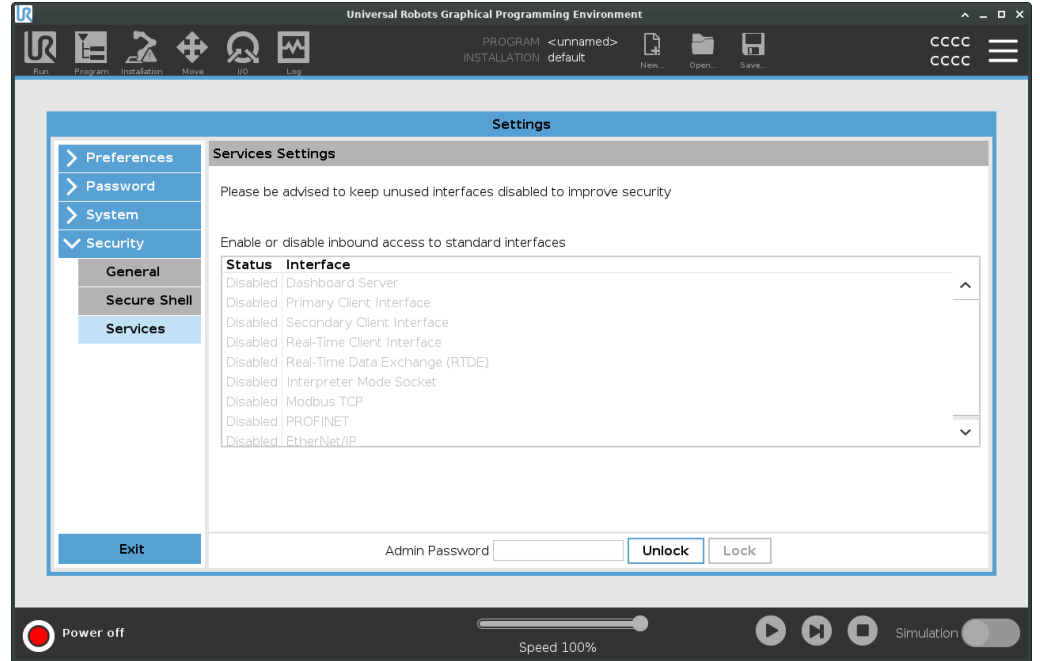 UR
Universal Robots Graphical Programming Environment
UR
Run
Program
Installation
Move
I/O
Log
PROGRAM <unnamed>
INSTALLATION default
New...
Open...
Save...
CCCC
CCCC
Settings
Preferences
Password
System
Security
General
Secure Shell
Services
Exit
Services Settings
Please be advised to keep unused interfaces disabled to improve security
Enable or disable inbound access to standard interfaces
Status Interface
Disabled Dashboard Server
Disabled Primary Client Interface
Disabled Secondary Client Interface
Disabled Real-Time Client Interface
Disabled Real-Time Data Exchange (RTDE)
Disabled Interpreter Mode Socket
Disabled Modbus TCP
Disabled PROFINET
Disabled EtherNet/IP
Admin Password Unlock Lock
Power off
Speed 100%
Simulation